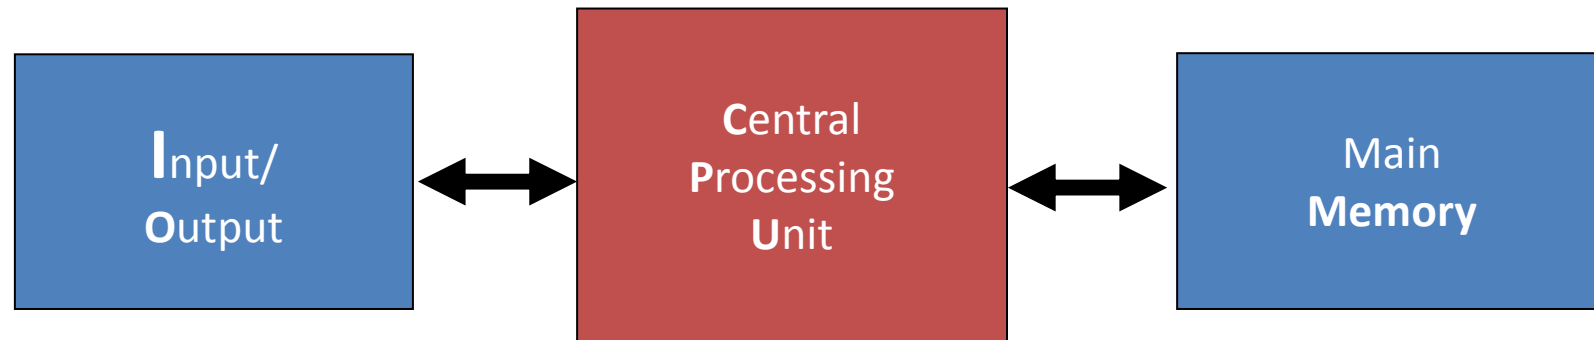 Input/
Output
Central
Processing
Unit
Main
Memory